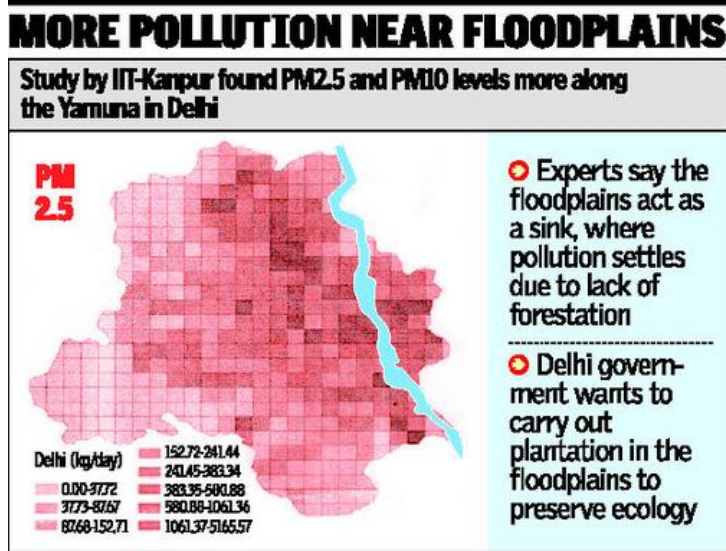 MORE POLLUTION NEAR FLOODPLAINS
Study by IIT-Kanpur found PM2.5 and PM10 levels more along
the Yamuna in Delhi
PM
2.5
Delhi (kg/day)
0.00-37.72
37.73-87.67
87.68-152.71
152.72-241.44
241.45-383.34
383.35-580.88
580.88-1061.36
1061.37-5165.57
Experts say the
floodplains act as
a sink, where
pollution settles
due to lack of
forestation
Delhi govern-
ment wants to
carry out
plantation in the
floodplains to
preserve ecology